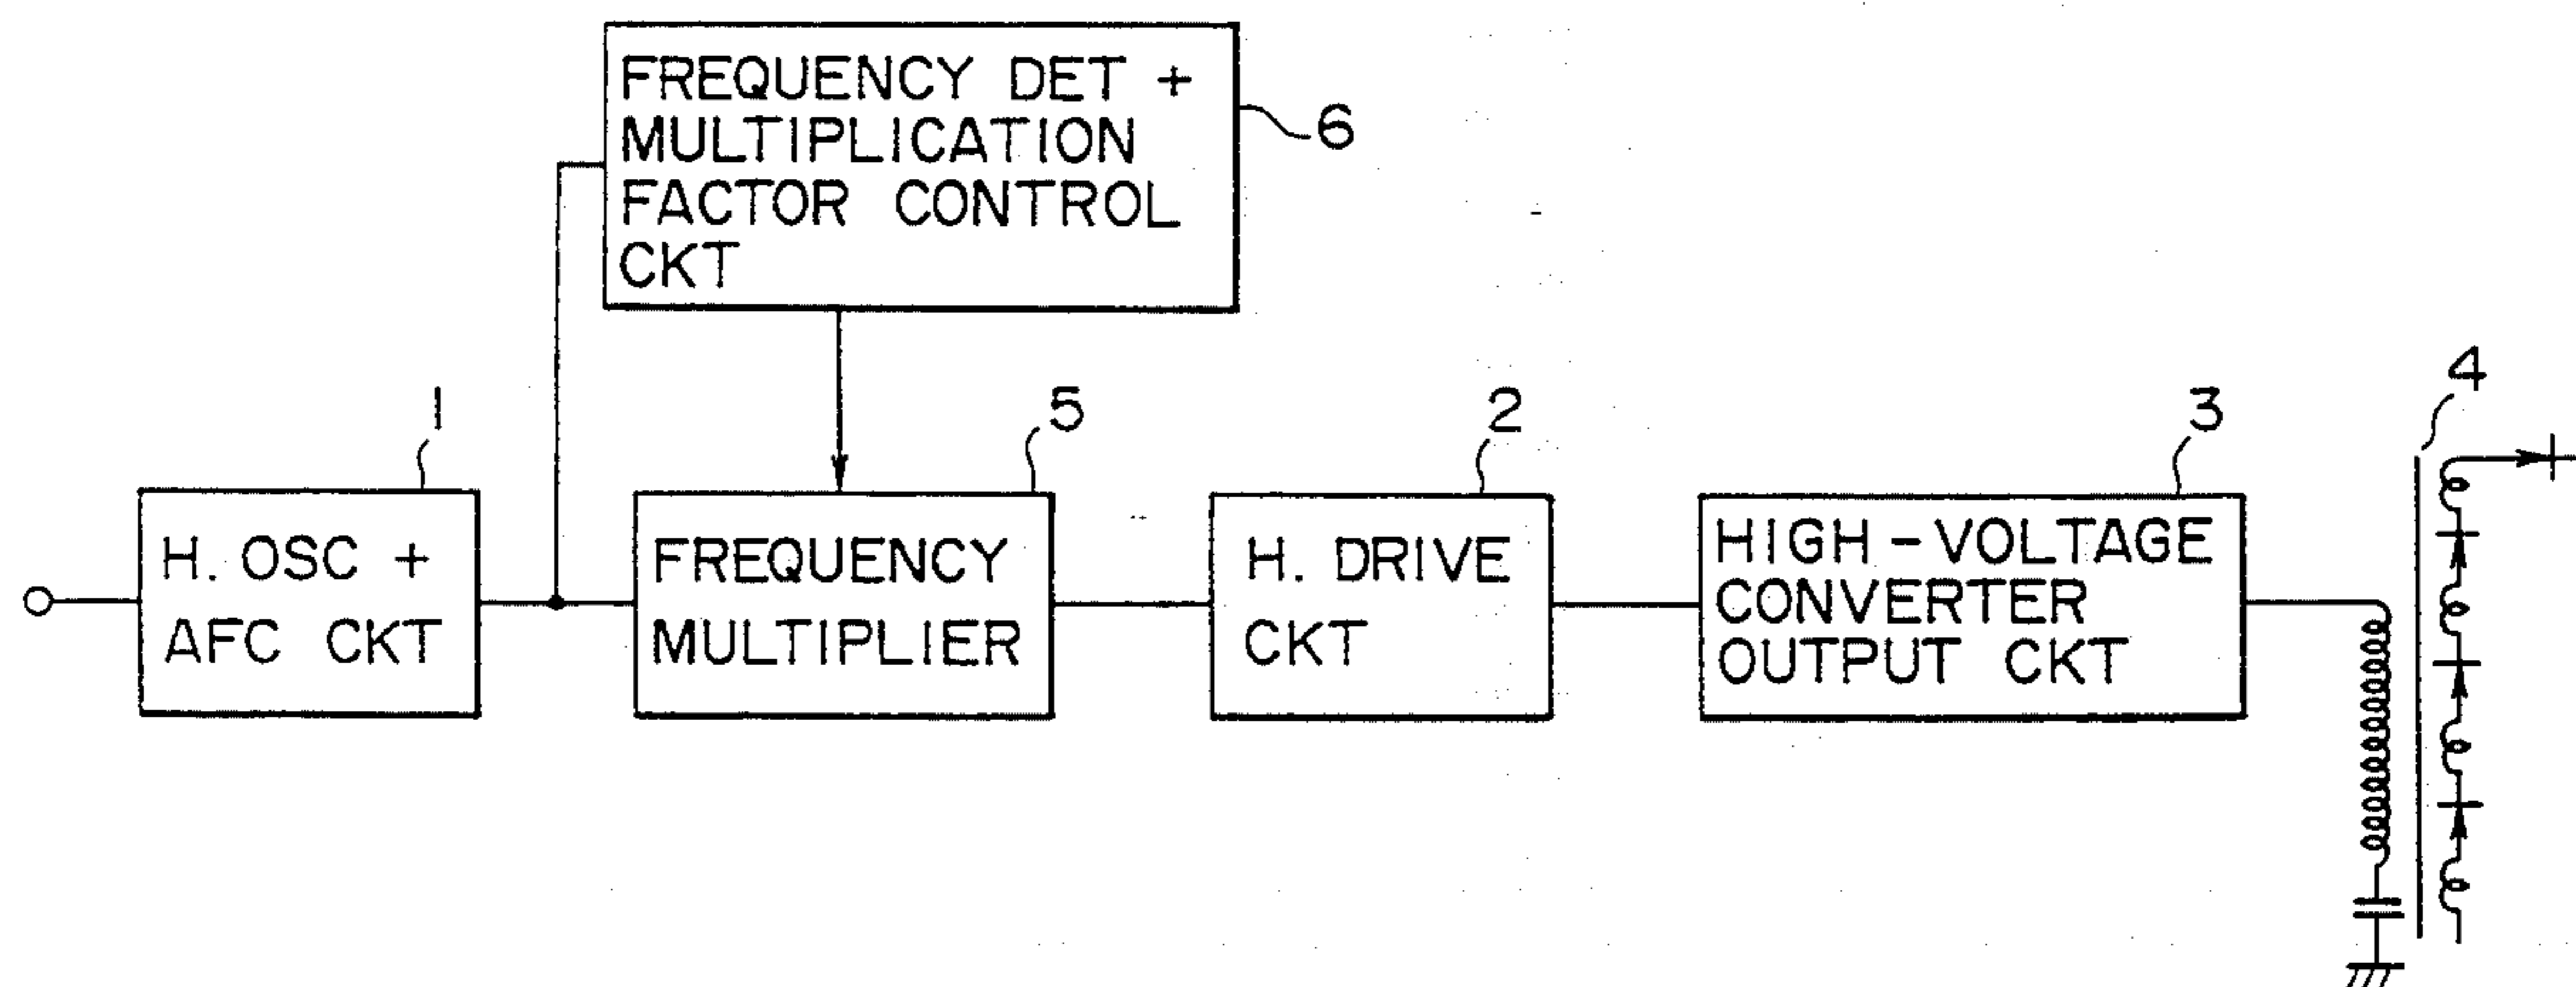 FREQUENCY DET +
MULTIPLICATION
FACTOR CONTROL
CKT
6
1
H. OSC +
AFC CKT
5
FREQUENCY
MULTIPLIER
2
H. DRIVE
CKT
3
HIGH-VOLTAGE
CONVERTER
OUTPUT CKT
4